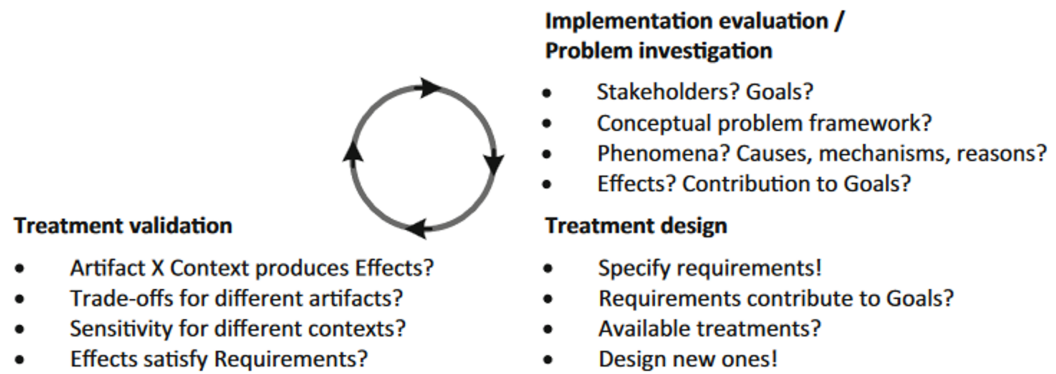 Implementation evaluation /
Problem investigation
• Stakeholders? Goals?
• Conceptual problem framework?
• Phenomena? Causes, mechanisms, reasons?
• Effects? Contribution to Goals?
Treatment validation
• Artifact X Context produces Effects?
• Trade-offs for different artifacts?
• Sensitivity for different contexts?
• Effects satisfy Requirements?
Treatment design
• Specify requirements!
• Requirements contribute to Goals?
• Available treatments?
• Design new ones!